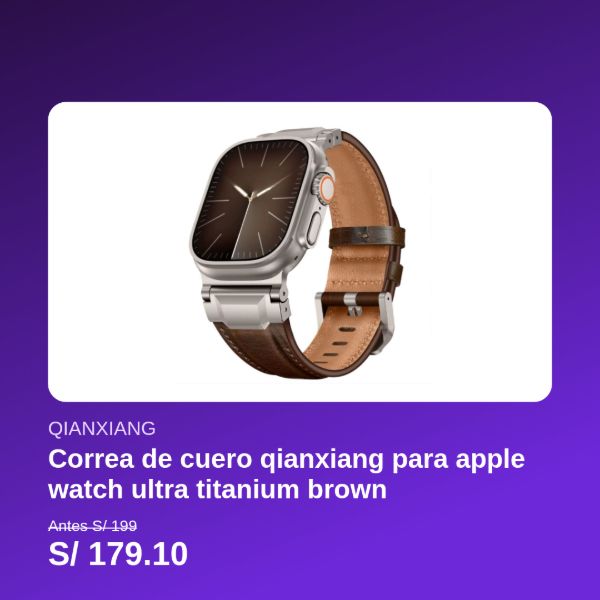 QIANXIANG
Correa de cuero qianxiang para apple
watch ultra titanium brown
Antes S/ 199
S/ 179.10